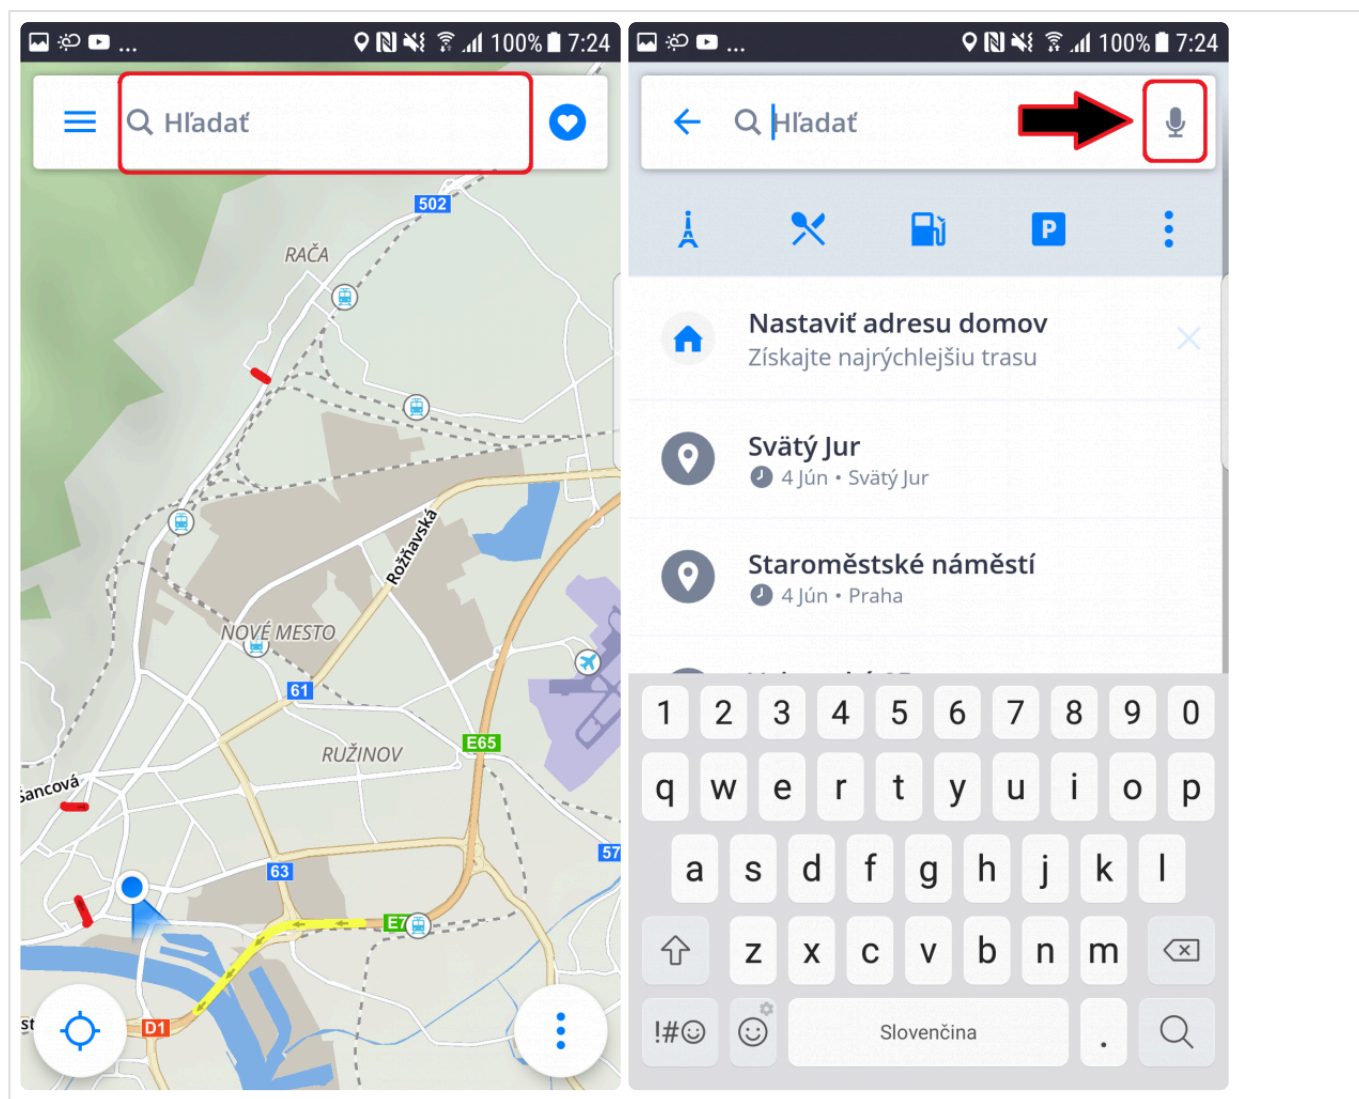 ... 100% 7:24
Hľadať
502
RAČA
Rožňavská
NOVÉ MESTO
61
E65
RUŽINOV
Šancová
57
63
E7
st
D1
... 100% 7:24
Hľadať
P
Nastaviť adresu domov
Získajte najrýchlejšiu trasu
Svätý Jur
4 Jún • Svätý Jur
Staroměstské náměstí
4 Jún • Praha
1 2 3 4 5 6 7 8 9 0
q w e r t y u i o p
a s d f g h j k l
z x c v b n m
!#☺ Slovenčina .